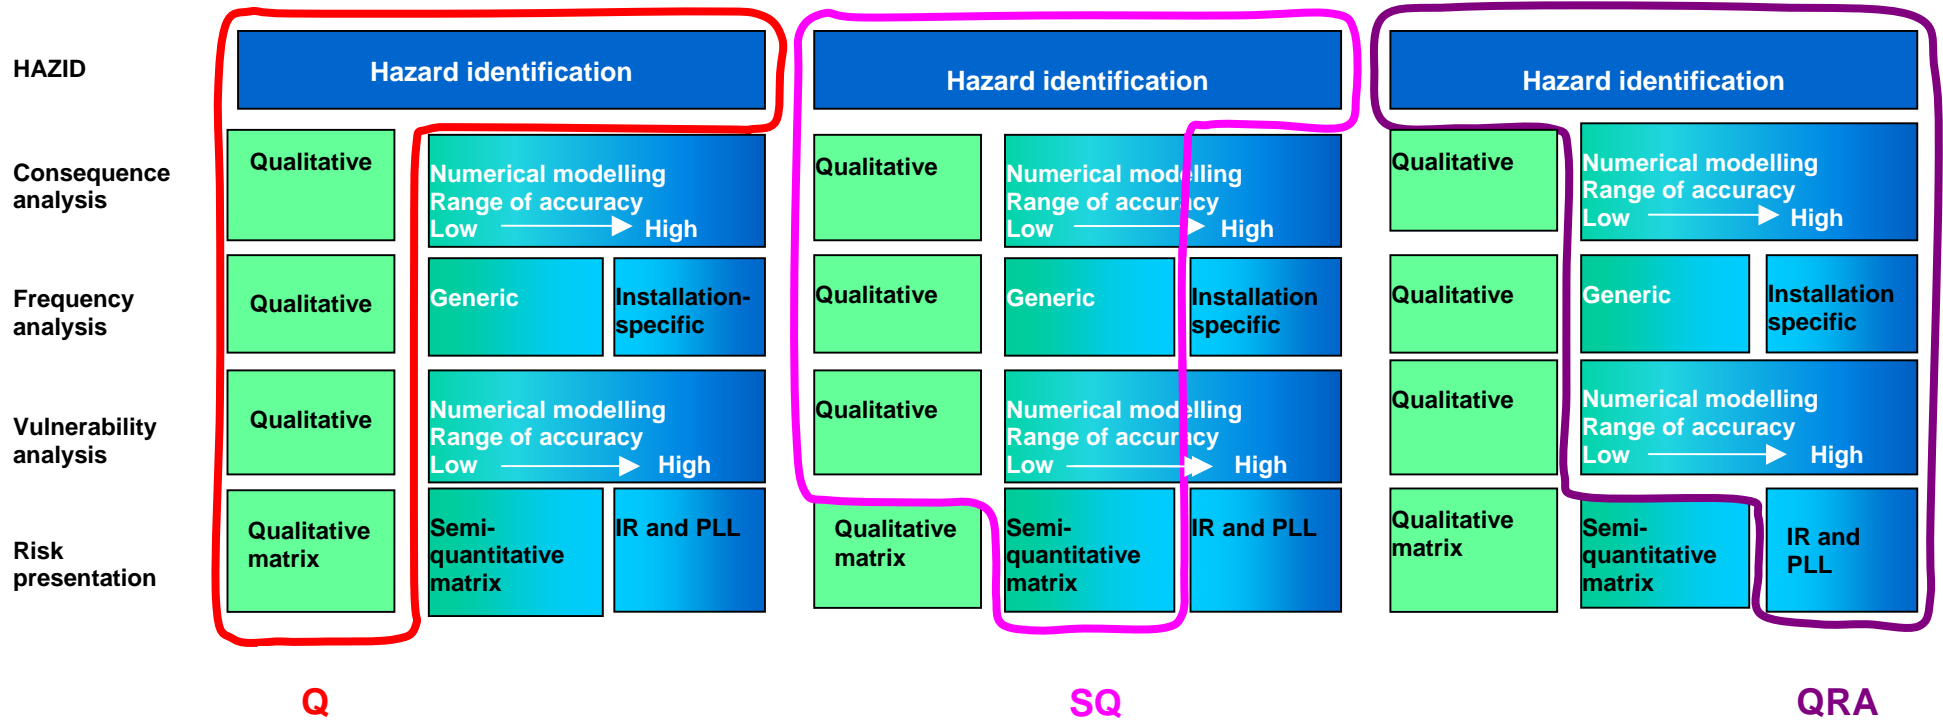 HAZID
Hazard identification
Hazard identification
Hazard identification
Consequence
analysis
Qualitative
Numerical modelling
Range of accuracy
Low
High
Qualitative
Numerical modelling
Range of accuracy
Low
High
Qualitative
Numerical modelling
Range of accuracy
Low
High
Frequency
analysis
Qualitative
Generic
Installation-
specific
Qualitative
Generic
Installation
specific
Qualitative
Generic
Installation
specific
Vulnerability
analysis
Qualitative
Numerical modelling
Range of accuracy
Low
High
Qualitative
Numerical modelling
Range of accuracy
Low
High
Qualitative
Numerical modelling
Range of accuracy
Low
High
Risk
presentation
Qualitative
matrix
Semi-
quantitative
matrix
IR and PLL
Qualitative
matrix
Semi-
quantitative
matrix
IR and PLL
Qualitative
matrix
Semi-
quantitative
matrix
IR and
PLL
Q
SQ
QRA